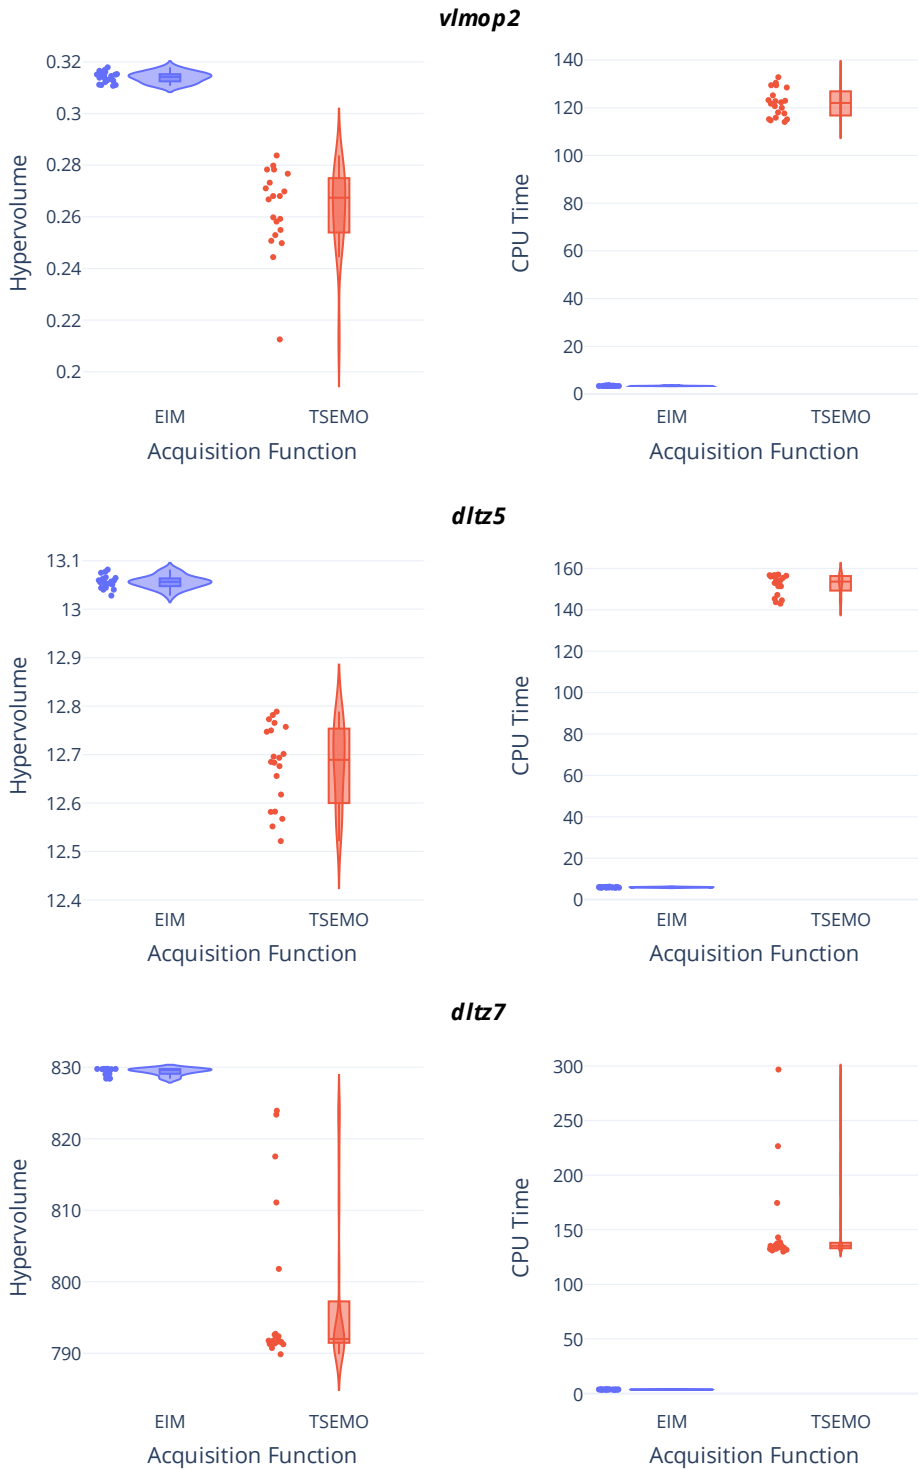 vlmop2
0.32
0.3
0.28
0.26
0.24
0.22
0.2
Hypervolume
EIM
TSEMO
Acquisition Function
140
120
100
80
60
40
20
0
CPU Time
EIM
TSEMO
Acquisition Function
dltz5
13.1
13
12.9
12.8
12.7
12.6
12.5
12.4
Hypervolume
EIM
TSEMO
Acquisition Function
160
140
120
100
80
60
40
20
0
CPU Time
EIM
TSEMO
Acquisition Function
dltz7
830
820
810
800
790
Hypervolume
EIM
TSEMO
Acquisition Function
300
250
200
150
100
50
0
CPU Time
EIM
TSEMO
Acquisition Function